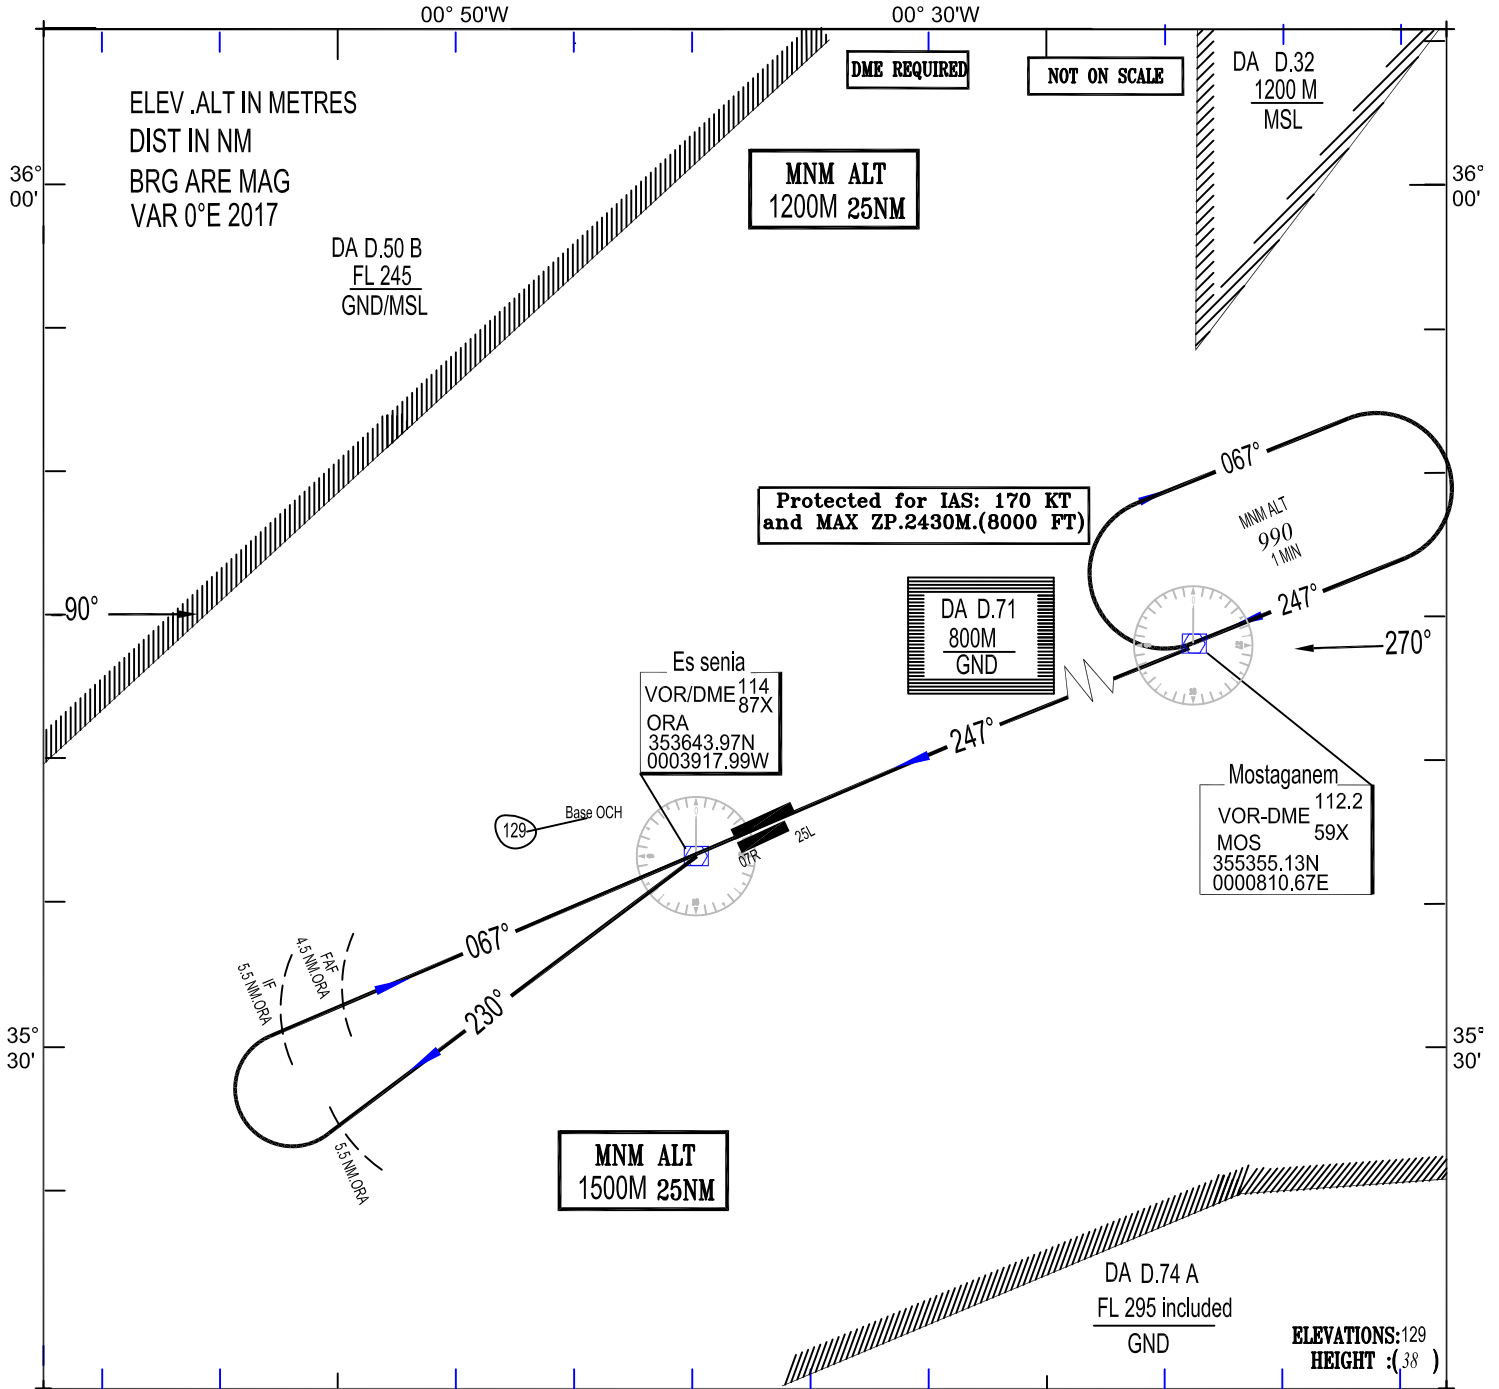 00° 50'W
00° 30'W
ELEV .ALT IN METRES
DIST IN NM
BRG ARE MAG
VAR 0°E 2017
DME REQUIRED
NOT ON SCALE
DA D.32
1200 M
MSL
36°
00'
36°
00'
MNM ALT
1200M 25NM
DA D.50 B
FL 245
GND/MSL
067°
MNM ALT
990
1 MIN
247°
Protected for IAS: 170 KT
and MAX ZP.2430M.(8000 FT)
90°
270°
DA D.71
800M
GND
Es senia
VOR/DME 114
87X
ORA
353643.97N
0003917.99W
247°
Mostaganem
VOR-DME 112.2
59X
MOS
355355.13N
0000810.67E
Base OCH
129
07R
25L
067°
FAF
4.5 NM.ORA
IF
5.5 NM.ORA
230°
35°
30'
35°
30'
5.5 NM.ORA
MNM ALT
1500M 25NM
DA D.74 A
FL 295 included
GND
ELEVATIONS:129
HEIGHT :( 38 )